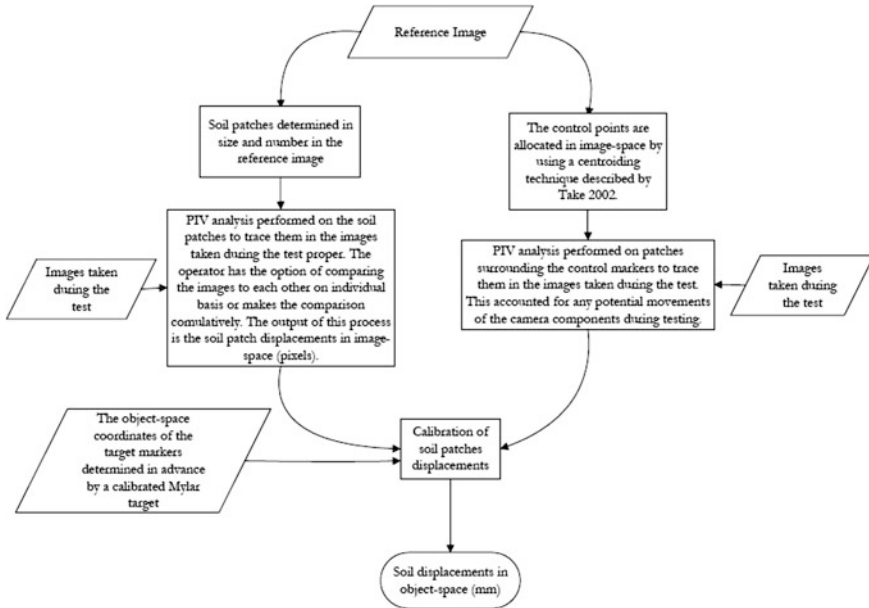 Reference Image
Soil patches determined in
size and number in the
reference image
The control points are
allocated in image-space by
using a centroiding
technique described by
Take 2002.
Images taken
during the
test
PIV analysis performed on the soil
patches to trace them in the images
taken during the test proper. The
operator has the option of comparing
the images to each other on individual
basis or makes the comparison
comulatively. The output of this process
is the soil patch displacements in image-
space (pixels).
PIV analysis performed on patches
surrounding the control markers to trace
them in the images taken during the test.
This accounted for any potential movements
of the camera components during testing.
Images
taken during
the test
The object-space
coordinates of the
target markers
determined in advance
by a calibrated Mylar
target
Calibration of
soil patches
displacements
Soil displacements in
object-space (mm)